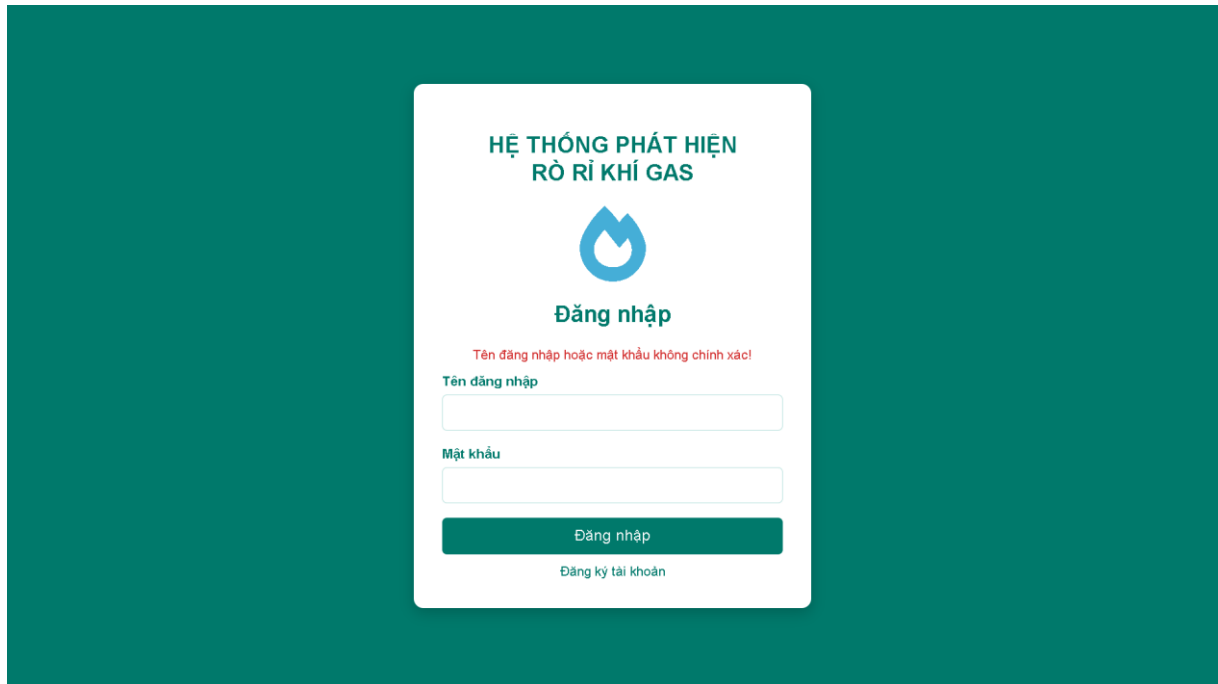 HỆ THỐNG PHÁT HIỆN
RÒ RỈ KHÍ GAS
Đăng nhập
Tên đăng nhập hoặc mật khẩu không chính xác!
Tên đăng nhập
Mật khẩu
Đăng nhập
Đăng ký tài khoản